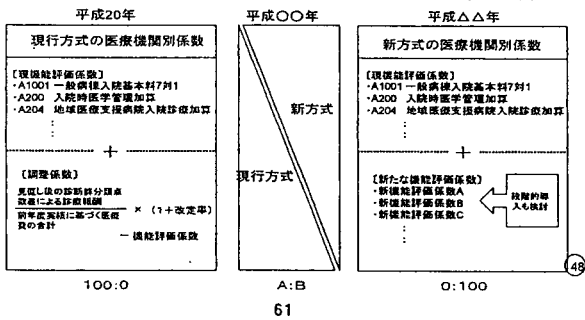 平成20年
現行方式の医療機関別係数
[現機能評価係数]
・A1001 一般病棟入院基本料7対1
・A200 入院時医学管理加算
・A204 地域医療支援病院入院診療加算
⋮
+
[調整係数]
見直し後の診断群分類点
数表による診療報酬
前年度実績に基づく医療
費の合計
× (1+改定率)
－機能評価係数
100:0
平成〇〇年
新方式
現行方式
A:B
平成△△年
新方式の医療機関別係数
[現機能評価係数]
・A1001 一般病棟入院基本料7対1
・A200 入院時医学管理加算
・A204 地域医療支援病院入院診療加算
⋮
+
[新たな機能評価係数]
・新機能評価係数A
・新機能評価係数B
・新機能評価係数C
⋮
段階的導
入も検討
0:100
48
61